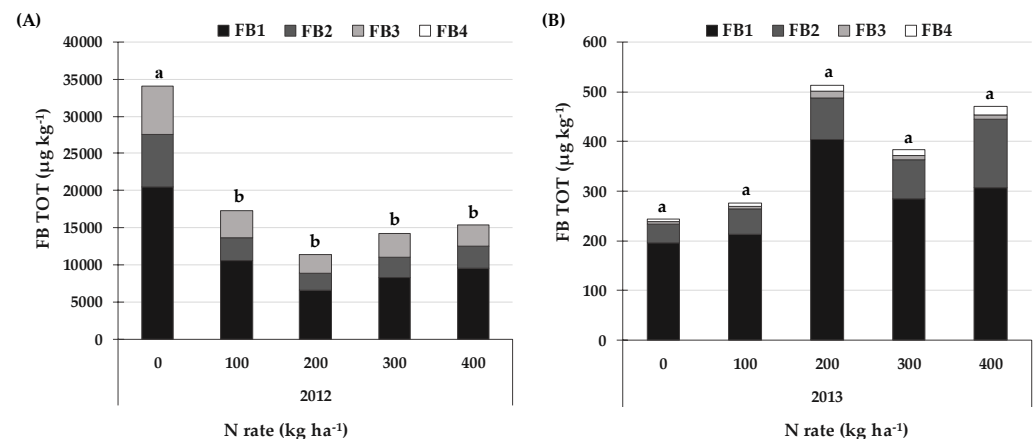 (A)
FB1 FB2 FB3 FB4
FB TOT (µg kg⁻¹)
40000
35000
30000
25000
20000
15000
10000
5000
0
a
b
b
b
b
0 100 200 300 400
2012
N rate (kg ha⁻¹)
(B)
FB1 FB2 FB3 FB4
FB TOT (µg kg⁻¹)
600
500
400
300
200
100
0
a
a
a
a
a
0 100 200 300 400
2013
N rate (kg ha⁻¹)